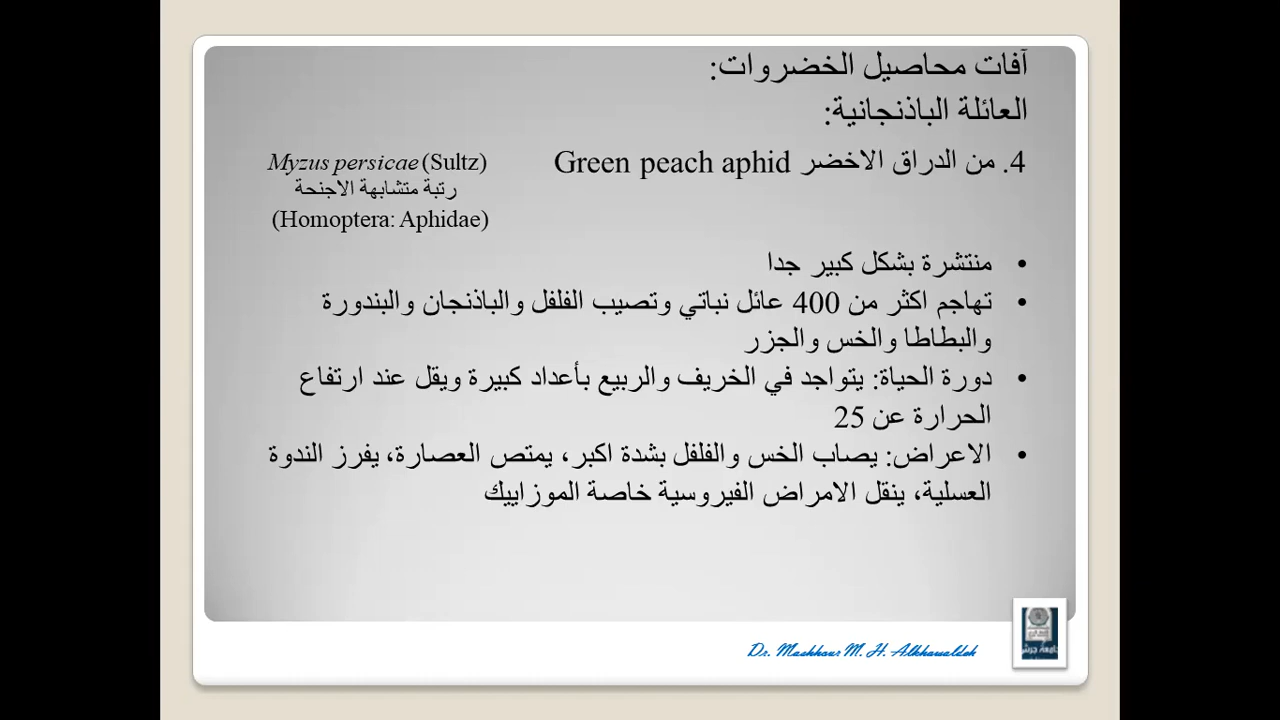 آفات محاصيل الخضروات:
العائلة الباذنجانية:
4. من الدراق الاخضر Green peach aphid
Myzus persicae (Sultz)
رتبة متشابهة الاجنحة
(Homoptera: Aphidae)
• منتشرة بشكل كبير جدا
• تهاجم اكثر من 400 عائل نباتي وتصيب الفلفل والباذنجان والبندورة
والبطاطا والخس والجزر
• دورة الحياة: يتواجد في الخريف والربيع بأعداد كبيرة ويقل عند ارتفاع
الحرارة عن 25
• الاعراض: يصاب الخس والفلفل بشدة اكبر، يمتص العصارة، يفرز الندوة
العسلية، ينقل الامراض الفيروسية خاصة الموزاييك
Dr. Mashhour M. H. Alkhawaldeh